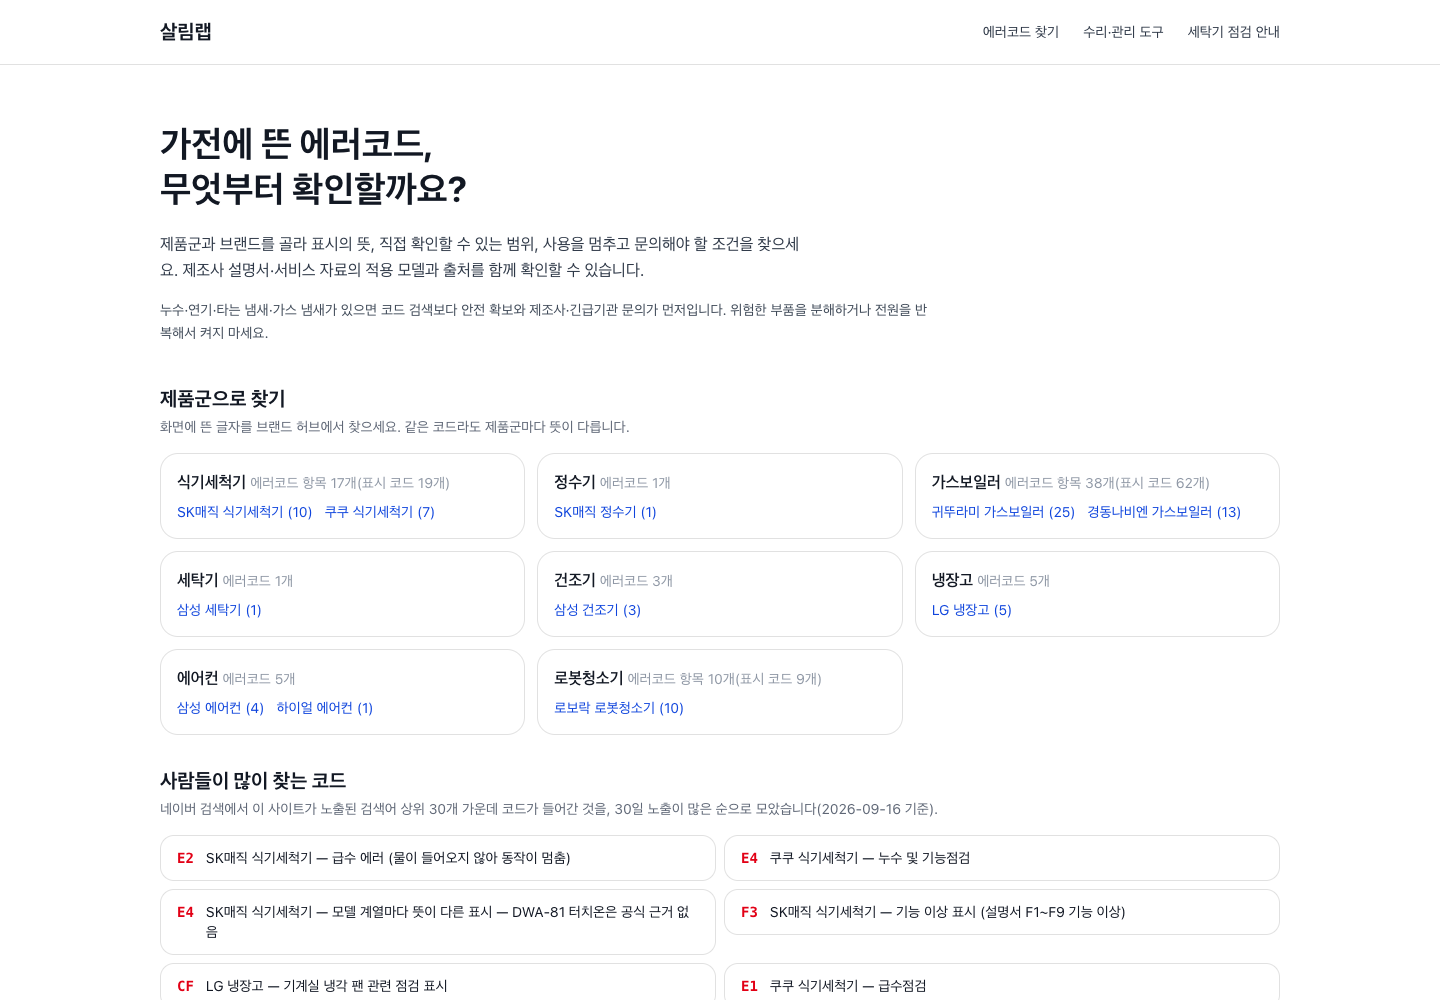 살림랩
에러코드 찾기
수리·관리 도구
세탁기 점검 안내
가전에 뜬 에러코드,
무엇부터 확인할까요?
제품군과 브랜드를 골라 표시의 뜻, 직접 확인할 수 있는 범위, 사용을 멈추고 문의해야 할 조건을 찾으세
요. 제조사 설명서·서비스 자료의 적용 모델과 출처를 함께 확인할 수 있습니다.
누수·연기·타는 냄새·가스 냄새가 있으면 코드 검색보다 안전 확보와 제조사·긴급기관 문의가 먼저입니다. 위험한 부품을 분해하거나 전원을 반
복해서 켜지 마세요.
제품군으로 찾기
화면에 뜬 글자를 브랜드 허브에서 찾으세요. 같은 코드라도 제품군마다 뜻이 다릅니다.
식기세척기 에러코드 항목 17개(표시 코드 19개)
SK매직 식기세척기 (10) 쿠쿠 식기세척기 (7)
정수기 에러코드 1개
SK매직 정수기 (1)
가스보일러 에러코드 항목 38개(표시 코드 62개)
귀뚜라미 가스보일러 (25) 경동나비엔 가스보일러 (13)
세탁기 에러코드 1개
삼성 세탁기 (1)
건조기 에러코드 3개
삼성 건조기 (3)
냉장고 에러코드 5개
LG 냉장고 (5)
에어컨 에러코드 5개
삼성 에어컨 (4) 하이얼 에어컨 (1)
로봇청소기 에러코드 항목 10개(표시 코드 9개)
로보락 로봇청소기 (10)
사람들이 많이 찾는 코드
네이버 검색에서 이 사이트가 노출된 검색어 상위 30개 가운데 코드가 들어간 것을, 30일 노출이 많은 순으로 모았습니다(2026-09-16 기준).
E2 SK매직 식기세척기 — 급수 에러 (물이 들어오지 않아 동작이 멈춤)
E4 쿠쿠 식기세척기 — 누수 및 기능점검
E4 SK매직 식기세척기 — 모델 계열마다 뜻이 다른 표시 — DWA-81 터치온은 공식 근거 없
음
F3 SK매직 식기세척기 — 기능 이상 표시 (설명서 F1~F9 기능 이상)
CF LG 냉장고 — 기계실 냉각 팬 관련 점검 표시
E1 쿠쿠 식기세척기 — 급수점검